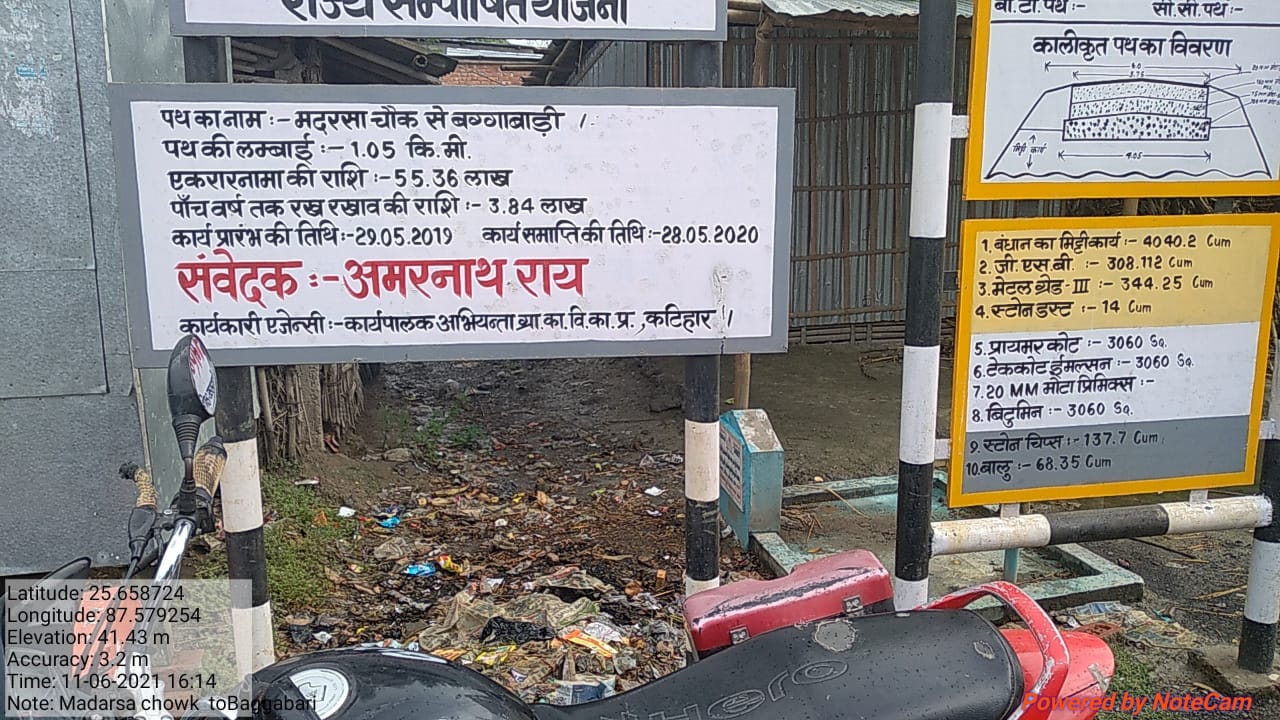 राज्य सम्पोषित योजना
पथ का नाम :- मदरसा चौक से बग्गाबाड़ी ।
पथ की लम्बाई :- 1.05 कि.मी.
एकरारनामा की राशि :- 55.36 लाख
पाँच वर्ष तक रख रखाव की राशि :- 3.84 लाख
कार्य प्रारंभ की तिथि :- 29.05.2019 कार्य समाप्ति की तिथि :- 28.05.2020
संवेदक :- अमरनाथ राय
कार्यकारी एजेन्सी :- कार्यपालक अभियन्ता ग्रा.का.वि.का.प्र., कटिहार ।
बी.टी. पथ :- सी.सी. पथ :-
कालीकृत पथ का विवरण
3.75
मिट्टी कार्य
4.05
1. बंधान का मिट्टी कार्य :- 4040.2 Cum
2. जी.एस.बी. :- 308.112 Cum
3. मेटल ग्रेड-III :- 344.25 Cum
4. स्टोन डस्ट :- 14 Cum
5. प्रायमर कोट :- 3060 Sq.
6. टेककोट ईमल्सन :- 3060 Sq.
7. 20 MM मोटा प्रिमिक्स :-
8. बिटुमिन :- 3060 Sq.
9. स्टोन चिप्स :- 137.7 Cum
10. बालु :- 68.35 Cum
Hero
Latitude: 25.658724
Longitude: 87.579254
Elevation: 41.43 m
Accuracy: 3.2 m
Time: 11-06-2021 16:14
Note: Madarsa chowk toBaggabari
Powered by NoteCam